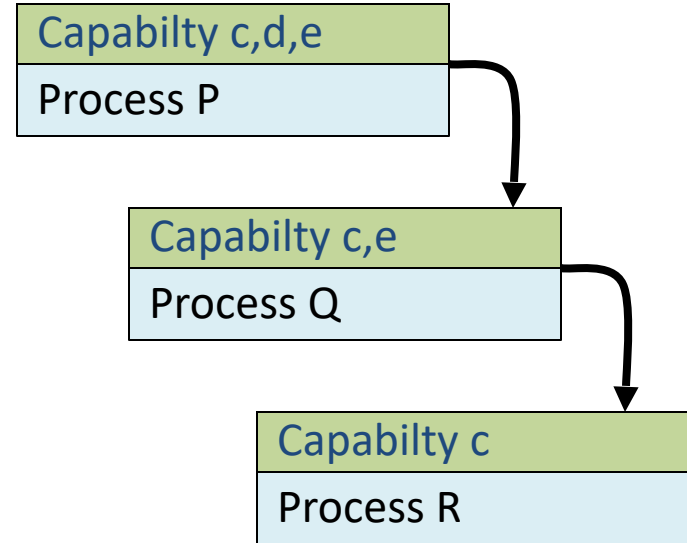 Capabilty c,d,e
Process P
Capabilty c,e
Process Q
Capabilty c
Process R